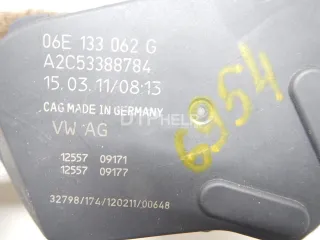 06E 133 062 G
A2C53388784
15.03.11/08:13
CAG MADE IN GERMANY
VW AG
12557 09171
12557 09177
32798/174/120211/00648
6954